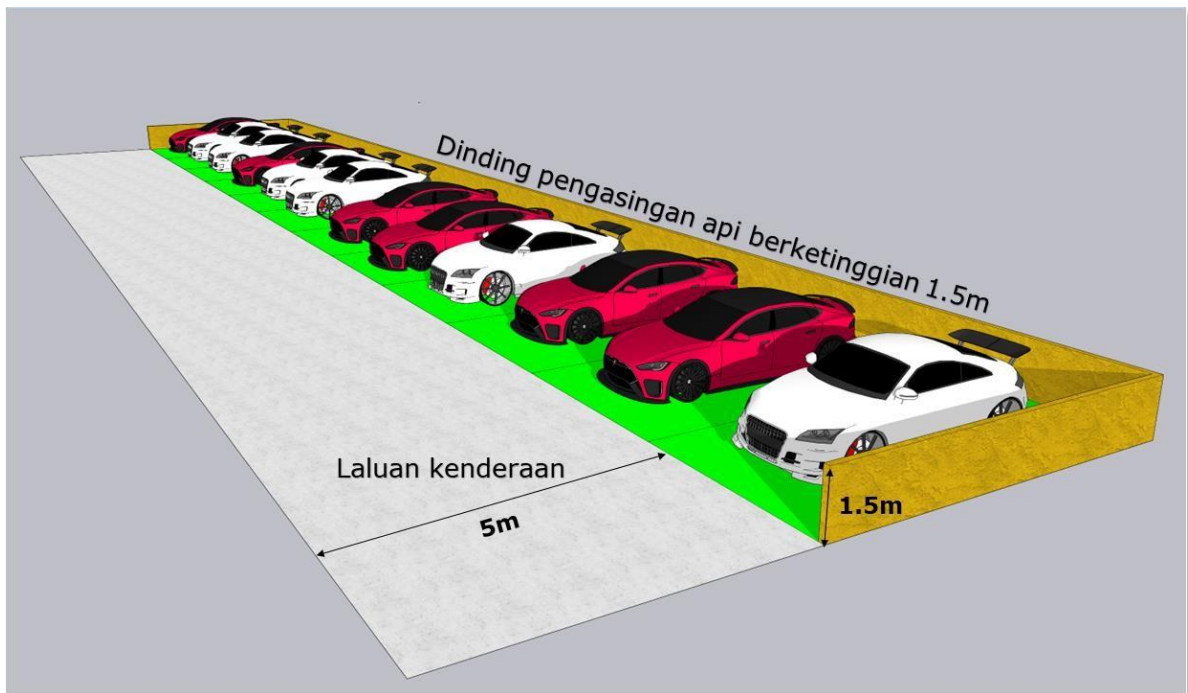 Dinding pengasingan api berketinggian 1.5m
Laluan kenderaan
5m
1.5m